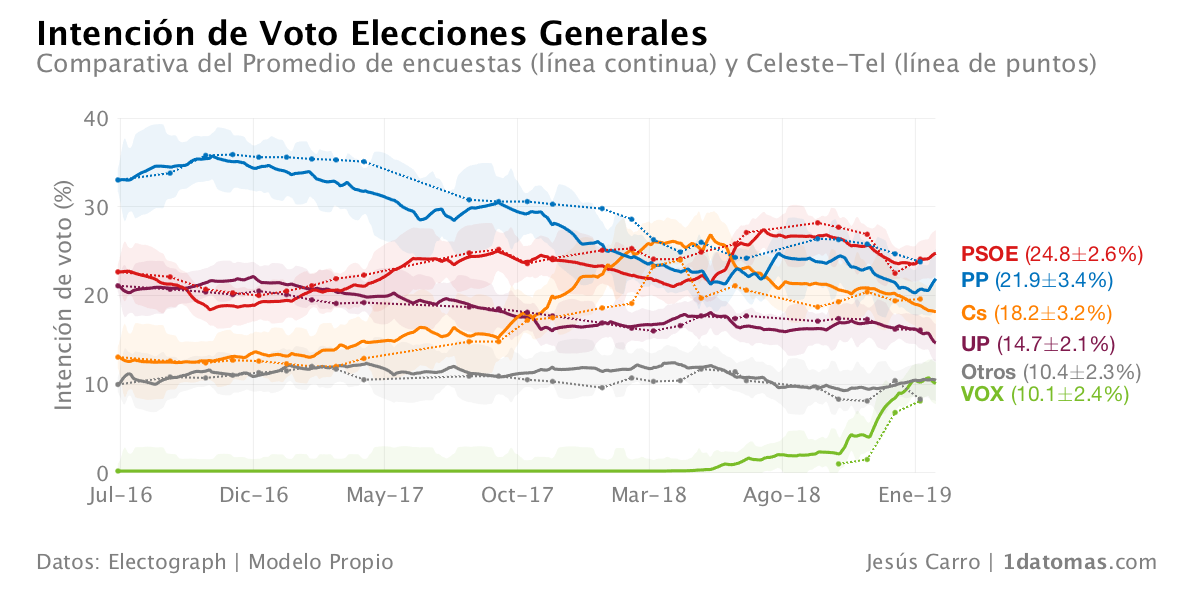 Intención de Voto Elecciones Generales
Comparativa del Promedio de encuestas (línea continua) y Celeste-Tel (línea de puntos)
Intención de voto (%)
40
30
20
10
0
Jul-16 Dic-16 May-17 Oct-17 Mar-18 Ago-18 Ene-19
PSOE (24.8±2.6%)
PP (21.9±3.4%)
Cs (18.2±3.2%)
UP (14.7±2.1%)
Otros (10.4±2.3%)
VOX (10.1±2.4%)
Datos: Electograph | Modelo Propio
Jesús Carro | 1datomas.com